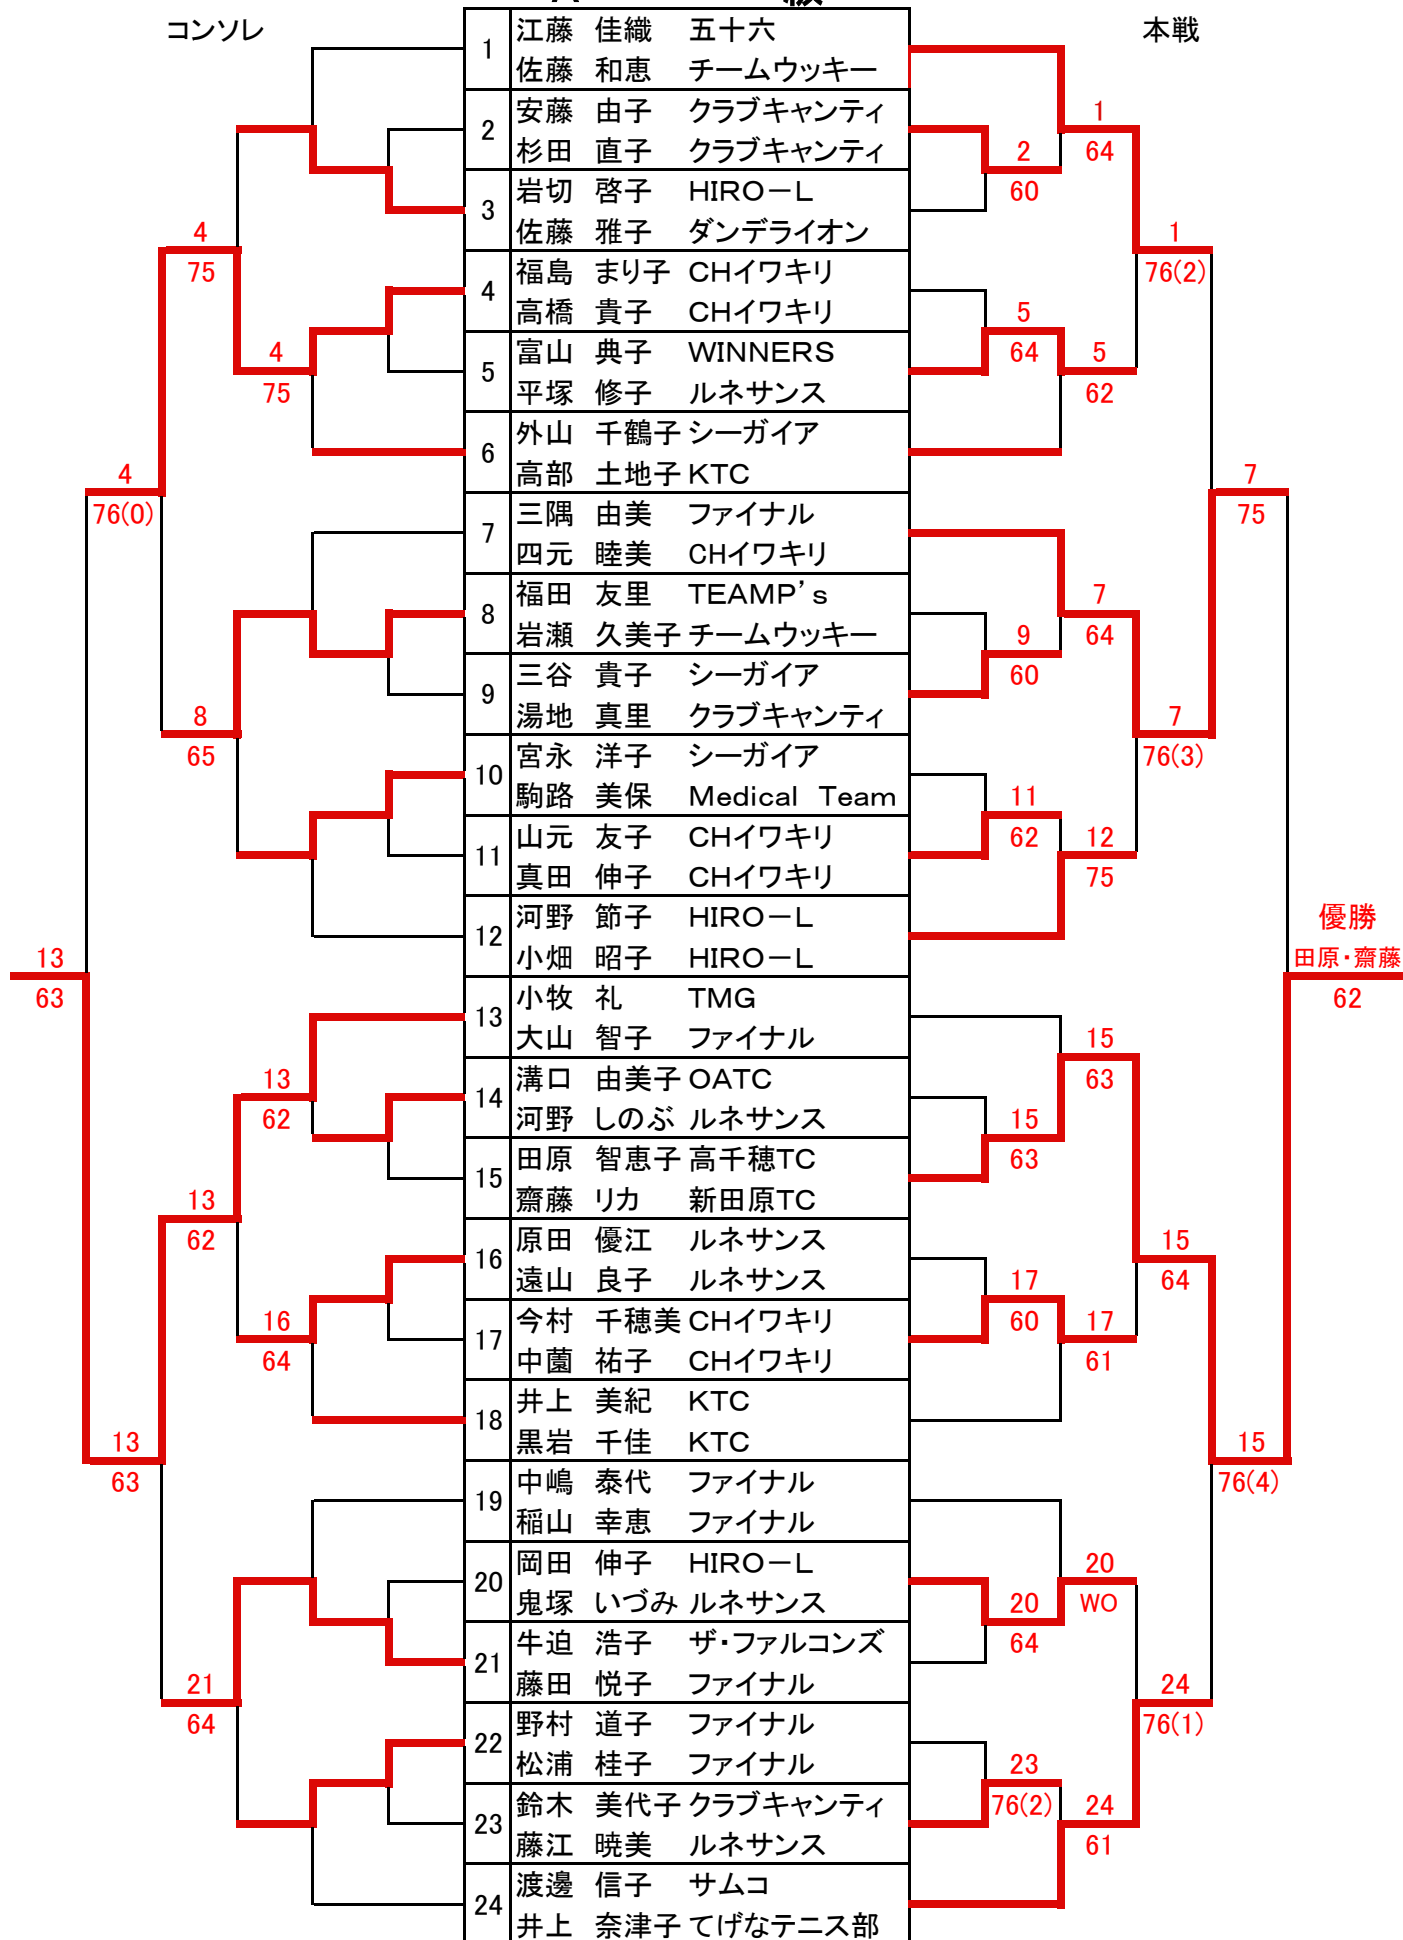 A 級
コンソレ
本戦
1 江藤 佳織 五十六
佐藤 和恵 チームウッキー
2 安藤 由子 クラブキャンティ
杉田 直子 クラブキャンティ
3 岩切 啓子 HIRO－L
佐藤 雅子 ダンデライオン
4 福島 まり子 CHイワキリ
高橋 貴子 CHイワキリ
5 富山 典子 WINNERS
平塚 修子 ルネサンス
6 外山 千鶴子 シーガイア
高部 土地子 KTC
7 三隅 由美 ファイナル
四元 睦美 CHイワキリ
8 福田 友里 TEAMP’s
岩瀬 久美子 チームウッキー
9 三谷 貴子 シーガイア
湯地 真里 クラブキャンティ
10 宮永 洋子 シーガイア
駒路 美保 Medical Team
11 山元 友子 CHイワキリ
真田 伸子 CHイワキリ
12 河野 節子 HIRO－L
小畑 昭子 HIRO－L
13 小牧 礼 TMG
大山 智子 ファイナル
14 溝口 由美子 OATC
河野 しのぶ ルネサンス
15 田原 智恵子 高千穂TC
齋藤 リカ 新田原TC
16 原田 優江 ルネサンス
遠山 良子 ルネサンス
17 今村 千穂美 CHイワキリ
中薗 祐子 CHイワキリ
18 井上 美紀 KTC
黒岩 千佳 KTC
19 中嶋 泰代 ファイナル
稲山 幸恵 ファイナル
20 岡田 伸子 HIRO－L
鬼塚 いづみ ルネサンス
21 牛迫 浩子 ザ・ファルコンズ
藤田 悦子 ファイナル
22 野村 道子 ファイナル
松浦 桂子 ファイナル
23 鈴木 美代子 クラブキャンティ
藤江 暁美 ルネサンス
24 渡邊 信子 サムコ
井上 奈津子 てげなテニス部
4
75
4
75
4
76(0)
8
65
13
63
13
62
13
62
16
64
13
63
21
64
1
64
2
60
1
76(2)
5
64
5
62
7
75
7
64
9
60
7
76(3)
11
62
12
75
優勝
田原・齋藤
62
15
63
15
63
15
64
17
60
17
61
15
76(4)
20
WO
20
64
24
76(1)
23
76(2)
24
61